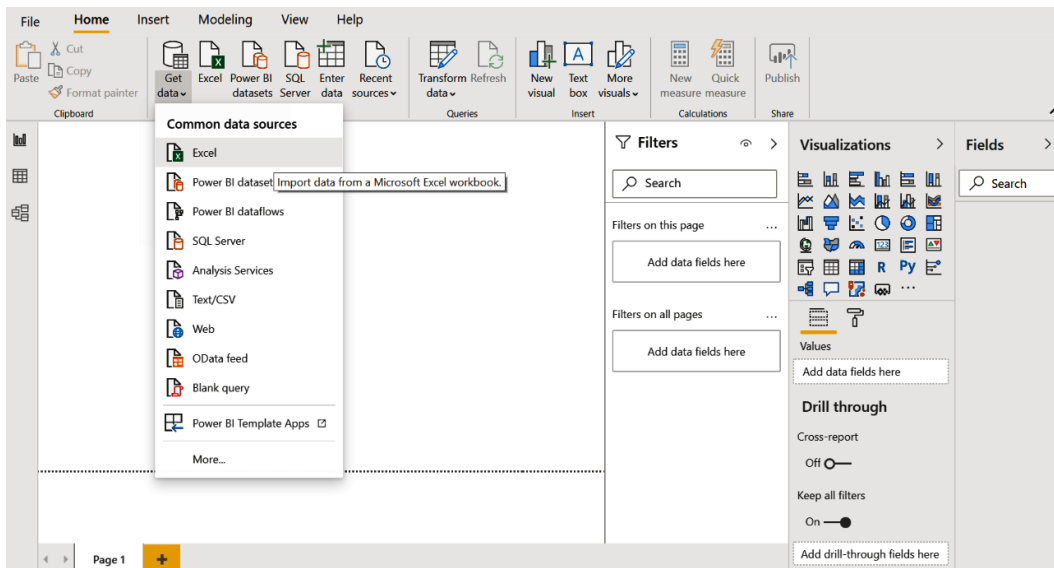 File Home Insert Modeling View Help
Paste
Cut
Copy
Format painter
Clipboard
Get data
Excel
Power BI datasets
SQL Server
Enter data
Recent sources
Transform data
Refresh
Queries
New visual
Text box
More visuals
Insert
New measure
Quick measure
Calculations
Publish
Share
Common data sources
Excel
Power BI dataset
Import data from a Microsoft Excel workbook.
Power BI dataflows
SQL Server
Analysis Services
Text/CSV
Web
OData feed
Blank query
Power BI Template Apps
More...
Filters
Search
Filters on this page ...
Add data fields here
Filters on all pages ...
Add data fields here
Visualizations
123
R Py
...
Values
Add data fields here
Drill through
Cross-report
Off
Keep all filters
On
Add drill-through fields here
Fields
Search
Page 1